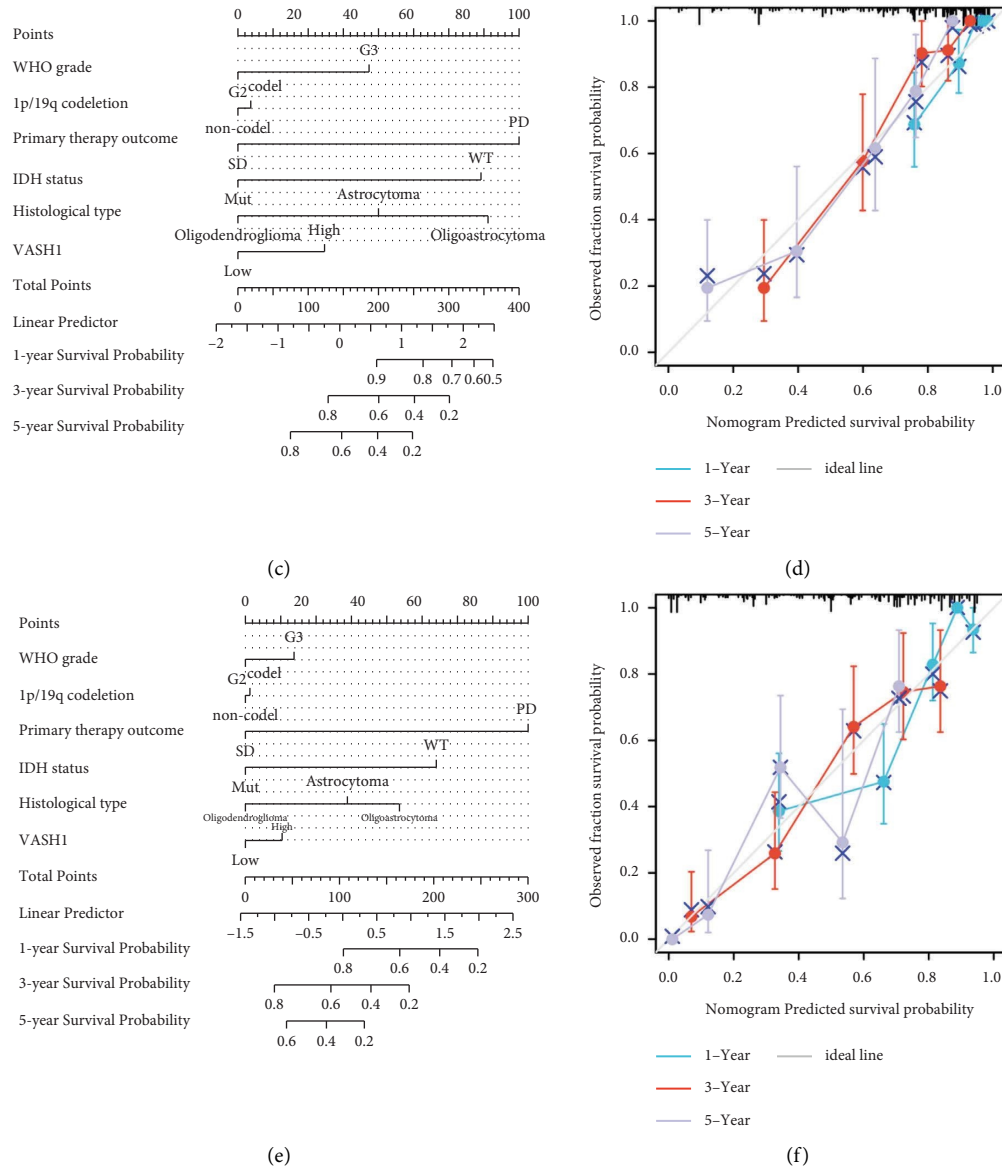 0 20 40 60 80 100
Points
G3
WHO grade
G2 codel
1p/19q codeletion
non-codel PD
Primary therapy outcome
SD WT
IDH status
Mut Astrocytoma
Histological type
Oligodendroglioma High Oligoastrocytoma
VASH1
Low
Total Points
0 100 200 300 400
Linear Predictor
−2 −1 0 1 2
1-year Survival Probability
0.9 0.8 0.7 0.6 0.5
3-year Survival Probability
0.8 0.6 0.4 0.2
5-year Survival Probability
0.8 0.6 0.4 0.2
(c)
Observed fraction survival probability
1.0
0.8
0.6
0.4
0.2
0.0
0.0 0.2 0.4 0.6 0.8 1.0
Nomogram Predicted survival probability
1−Year ideal line
3−Year
5−Year
(d)
0 20 40 60 80 100
Points
G3
WHO grade
G2 codel
1p/19q codeletion
non-codel PD
Primary therapy outcome
SD WT
IDH status
Mut Astrocytoma
Histological type
Oligodendroglioma High Oligoastrocytoma
VASH1
Low
Total Points
0 100 200 300
Linear Predictor
−1.5 −0.5 0.5 1.5 2.5
1-year Survival Probability
0.8 0.6 0.4 0.2
3-year Survival Probability
0.8 0.6 0.4 0.2
5-year Survival Probability
0.6 0.4 0.2
(e)
Observed fraction survival probability
1.0
0.8
0.6
0.4
0.2
0.0
0.0 0.2 0.4 0.6 0.8 1.0
Nomogram Predicted survival probability
1−Year ideal line
3−Year
5−Year
(f)